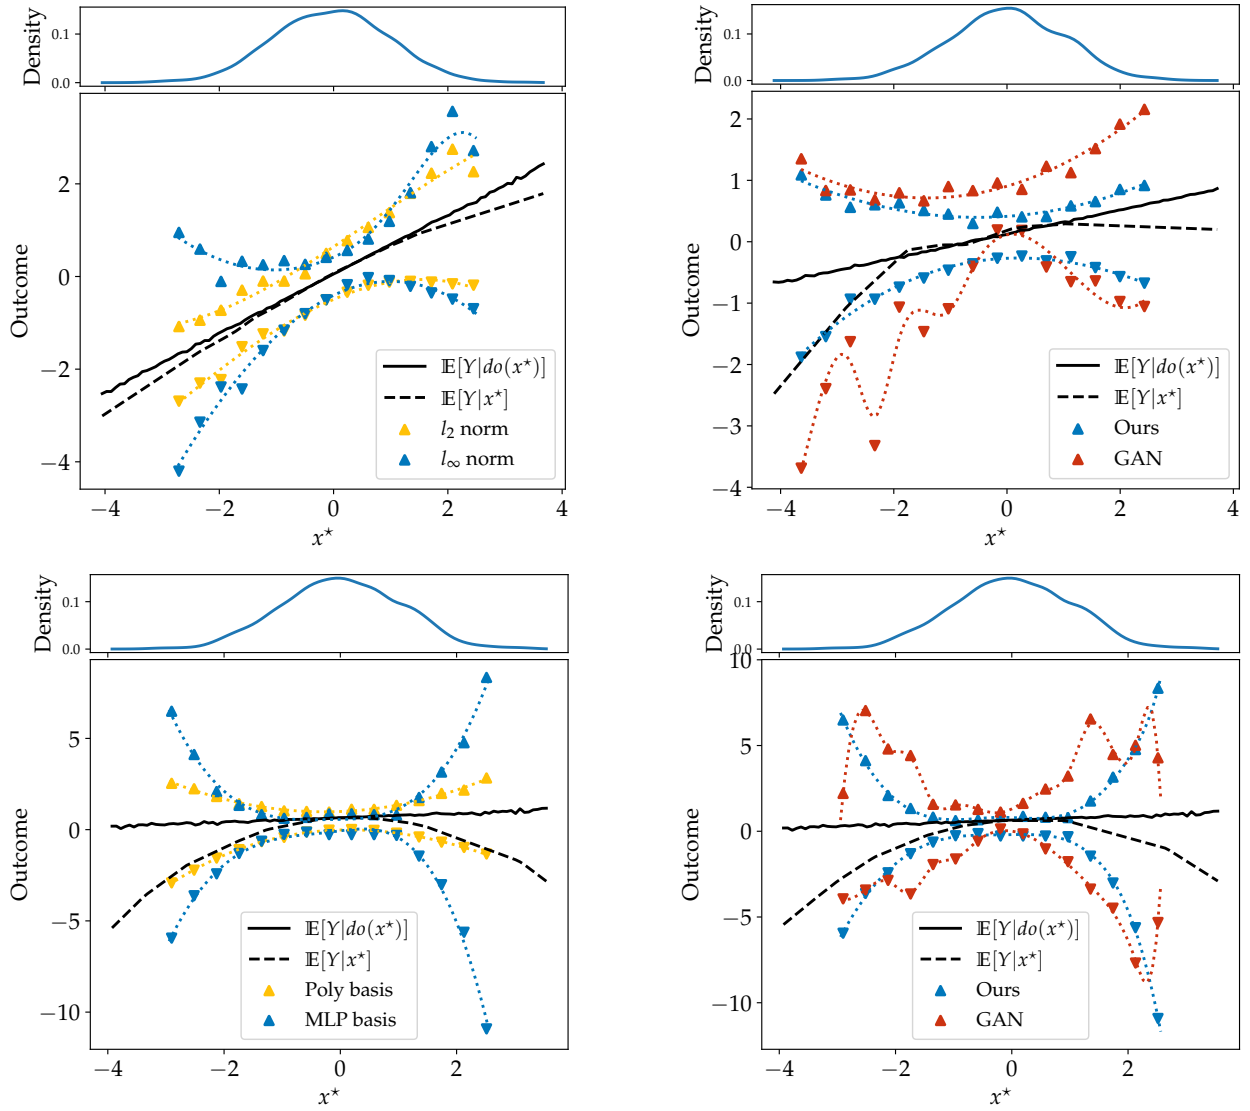 Density
0.1
0.0
Outcome
2
0
−2
−4
𝔼[Y|do(x⋆)]
𝔼[Y|x⋆]
l₂ norm
l∞ norm
−4 −2 0 2 4
x⋆
Density
0.1
0.0
Outcome
2
1
0
−1
−2
−3
−4
𝔼[Y|do(x⋆)]
𝔼[Y|x⋆]
Ours
GAN
−4 −2 0 2 4
x⋆
Density
0.1
0.0
Outcome
5
0
−5
−10
𝔼[Y|do(x⋆)]
𝔼[Y|x⋆]
Poly basis
MLP basis
−4 −2 0 2
x⋆
Density
0.1
0.0
Outcome
10
5
0
−5
−10
𝔼[Y|do(x⋆)]
𝔼[Y|x⋆]
Ours
GAN
−4 −2 0 2
x⋆